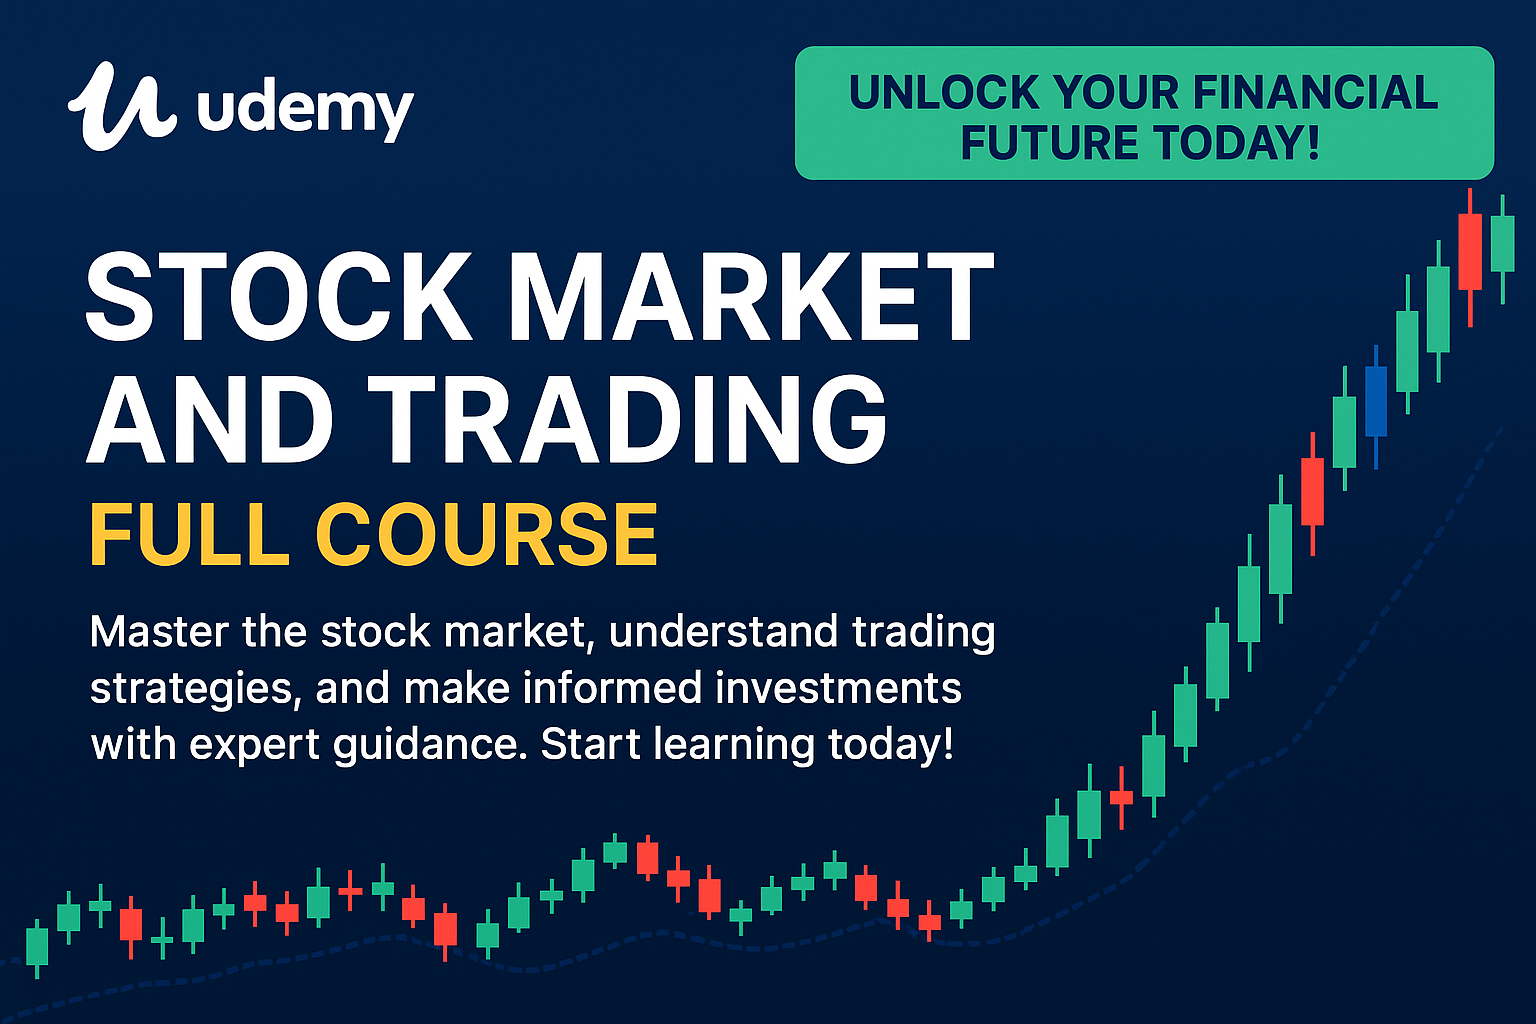 udemy
UNLOCK YOUR FINANCIAL
FUTURE TODAY!
STOCK MARKET
AND TRADING
FULL COURSE
Master the stock market, understand trading
strategies, and make informed investments
with expert guidance. Start learning today!